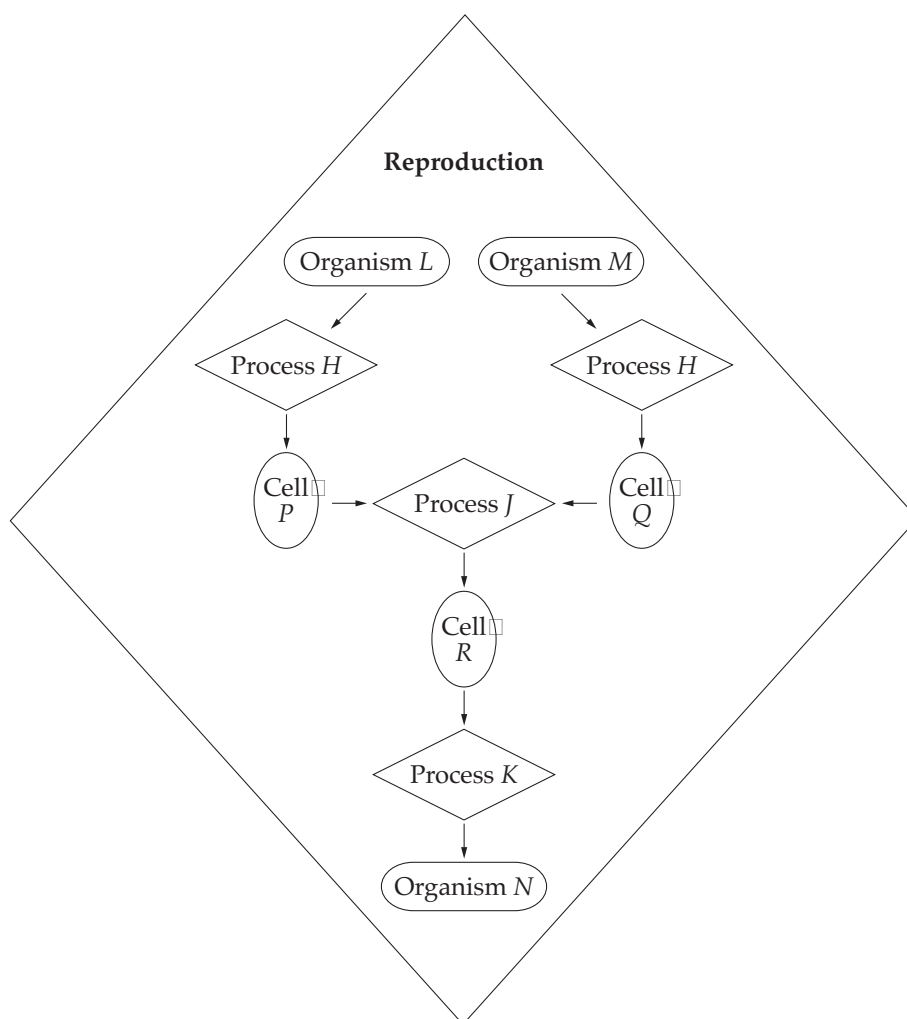 Reproduction
Organism L
Organism M
Process H
Process H
Cell
P
Process J
Cell
Q
Cell
R
Process K
Organism N